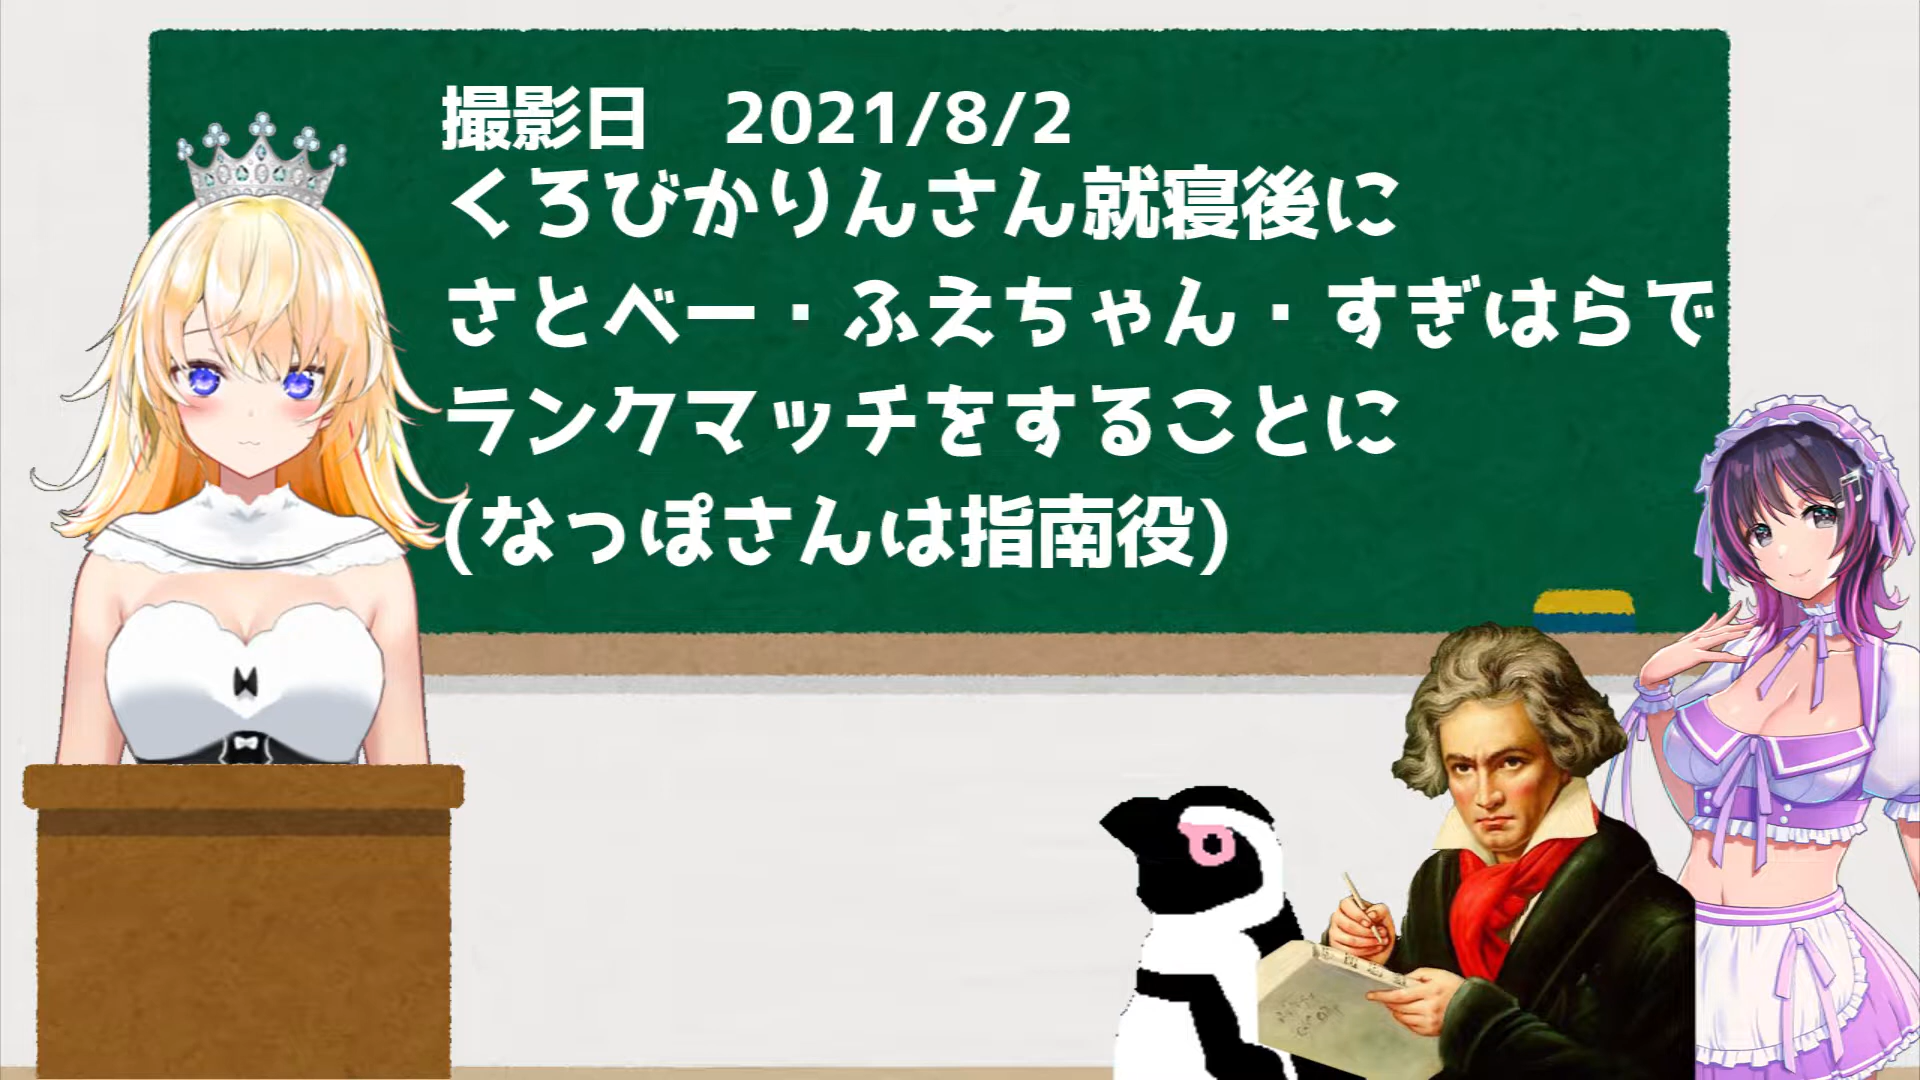 撮影日　2021/8/2
くろびかりんさん就寝後に
さとべー・ふえちゃん・すぎはらで
ランクマッチをすることに
(なっぽさんは指南役)